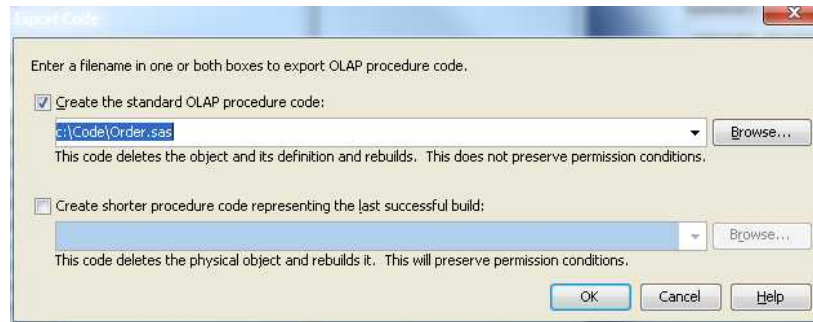 Export Code
Enter a filename in one or both boxes to export OLAP procedure code.
Create the standard OLAP procedure code:
c:\Code\Order.sas
Browse...
This code deletes the object and its definition and rebuilds. This does not preserve permission conditions.
Create shorter procedure code representing the last successful build:
Browse...
This code deletes the physical object and rebuilds it. This will preserve permission conditions.
OK Cancel Help